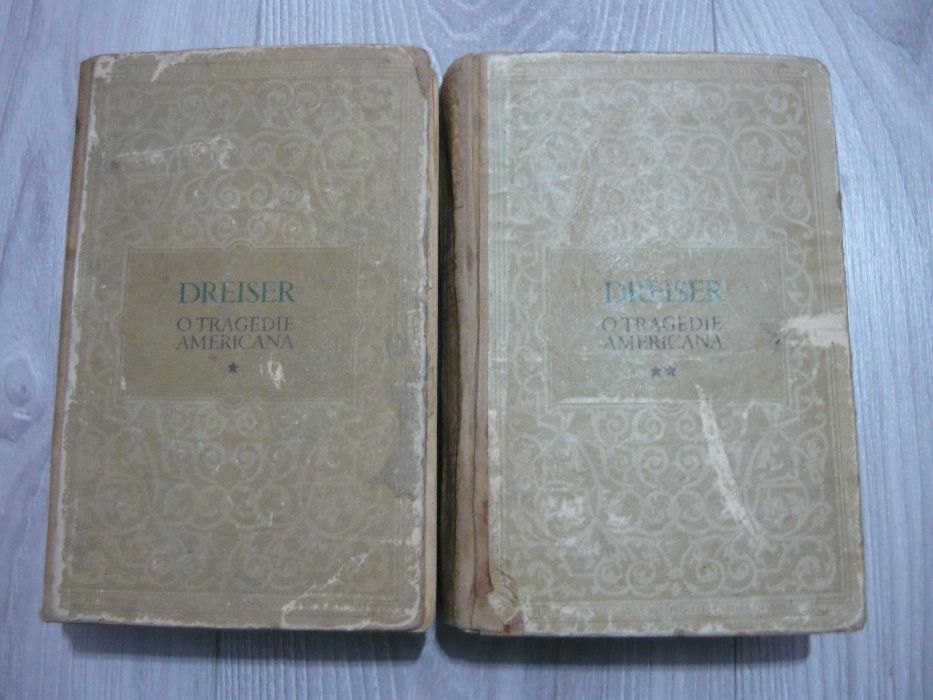 DREISER
O TRAGEDIE
AMERICANA
★
DREISER
O TRAGEDIE
AMERICANA
★★